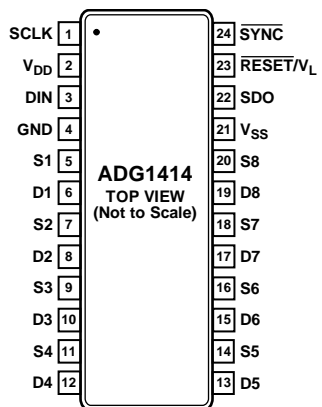 SCLK 1
V_DD 2
DIN 3
GND 4
S1 5
D1 6
S2 7
D2 8
S3 9
D3 10
S4 11
D4 12
ADG1414
TOP VIEW
(Not to Scale)
24 S̅Y̅N̅C̅
23 R̅E̅S̅E̅T̅/V_L
22 SDO
21 V_SS
20 S8
19 D8
18 S7
17 D7
16 S6
15 D6
14 S5
13 D5